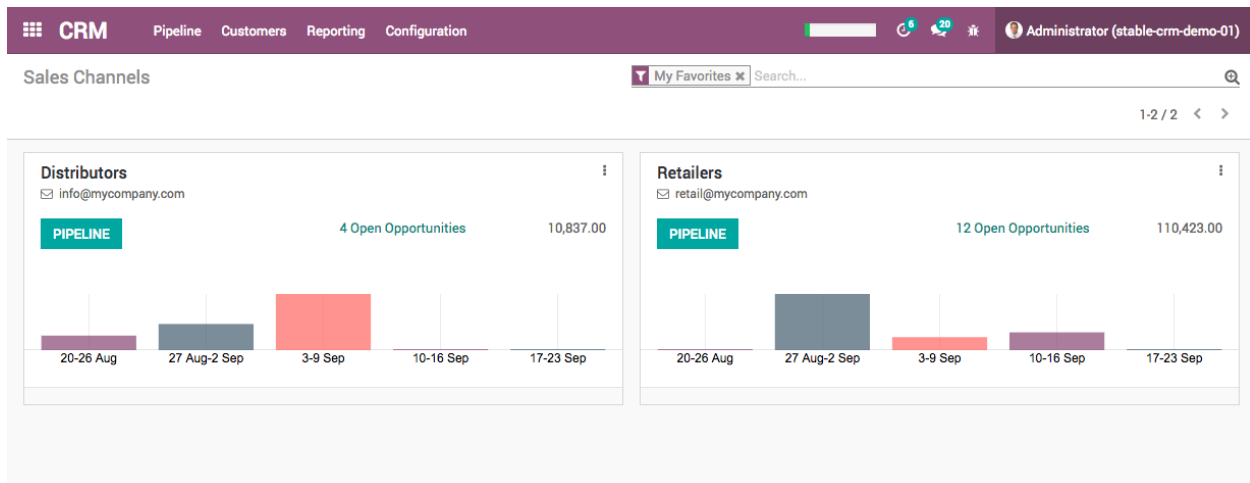 CRM Pipeline Customers Reporting Configuration 6 20 Administrator (stable-crm-demo-01)
Sales Channels My Favorites Search...
1-2 / 2
Distributors
info@mycompany.com
PIPELINE 4 Open Opportunities 10,837.00
20-26 Aug 27 Aug-2 Sep 3-9 Sep 10-16 Sep 17-23 Sep
Retailers
retail@mycompany.com
PIPELINE 12 Open Opportunities 110,423.00
20-26 Aug 27 Aug-2 Sep 3-9 Sep 10-16 Sep 17-23 Sep